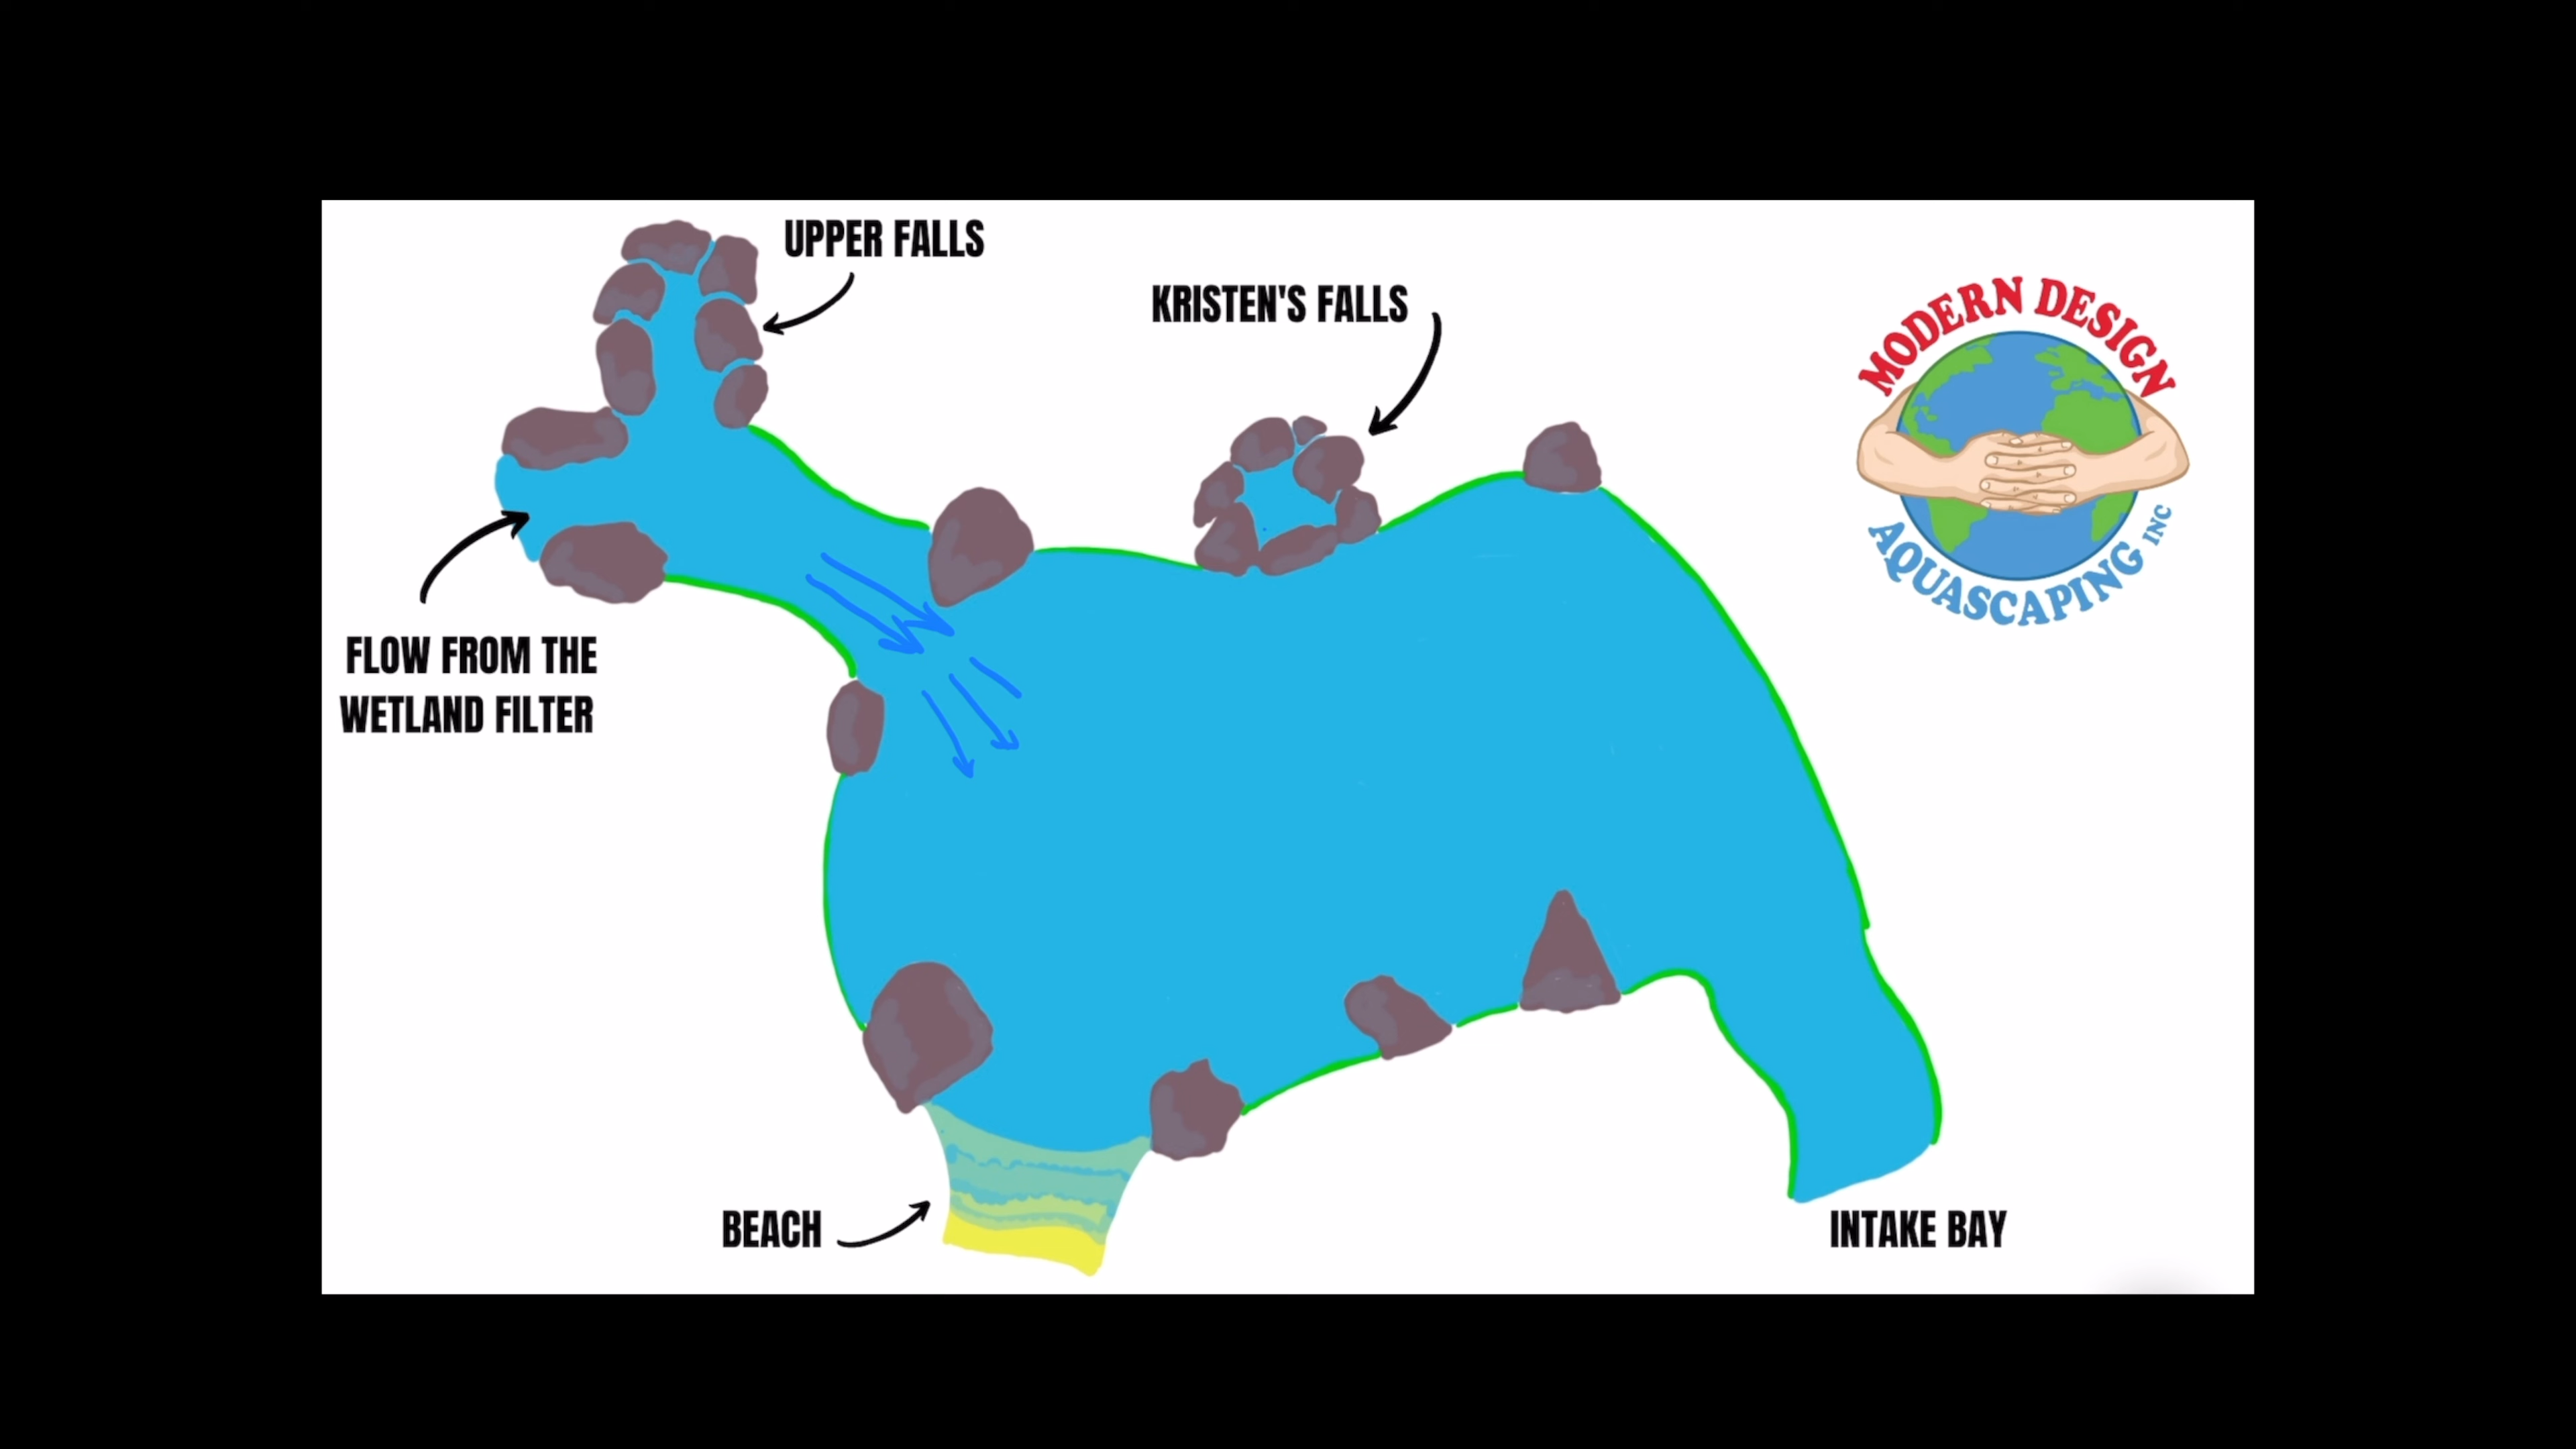 UPPER FALLS
KRISTEN'S FALLS
MODERN DESIGN
AQUASCAPING INC
FLOW FROM THE
WETLAND FILTER
BEACH
INTAKE BAY